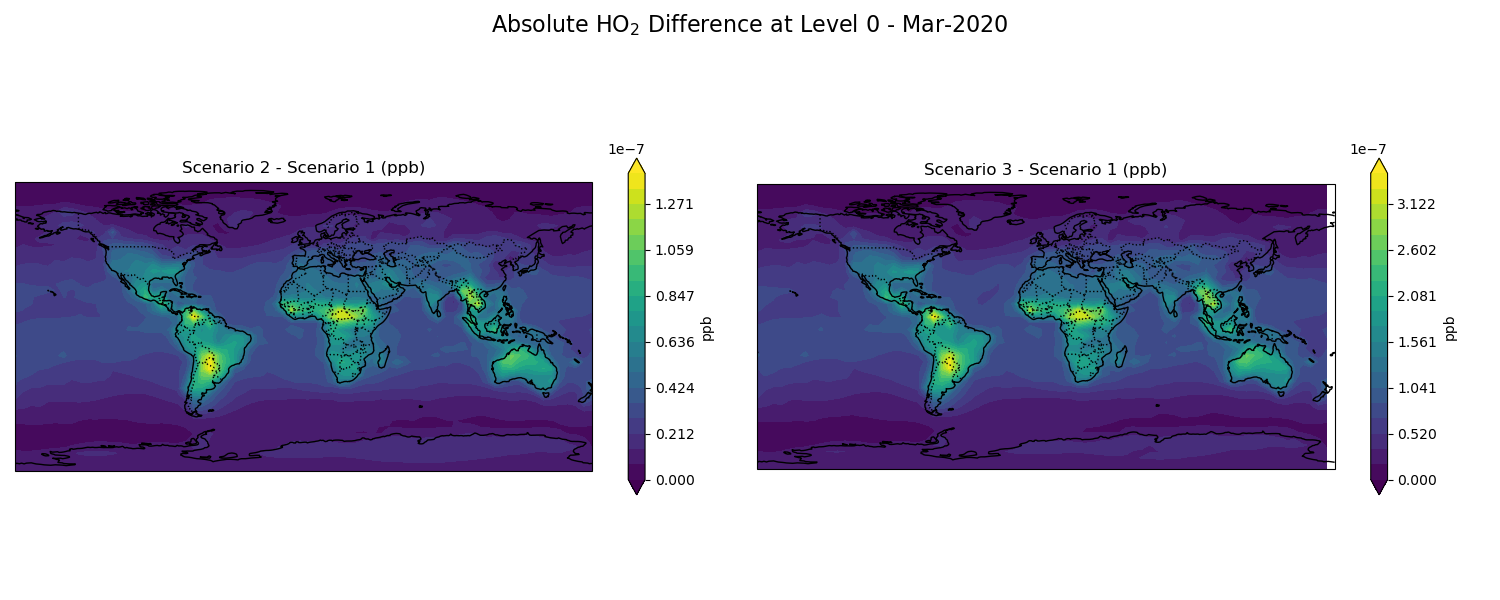 Absolute HO₂ Difference at Level 0 - Mar-2020
Scenario 2 - Scenario 1 (ppb)
1e−7
1.271
1.059
0.847
0.636
0.424
0.212
0.000
ppb
Scenario 3 - Scenario 1 (ppb)
1e−7
3.122
2.602
2.081
1.561
1.041
0.520
0.000
ppb